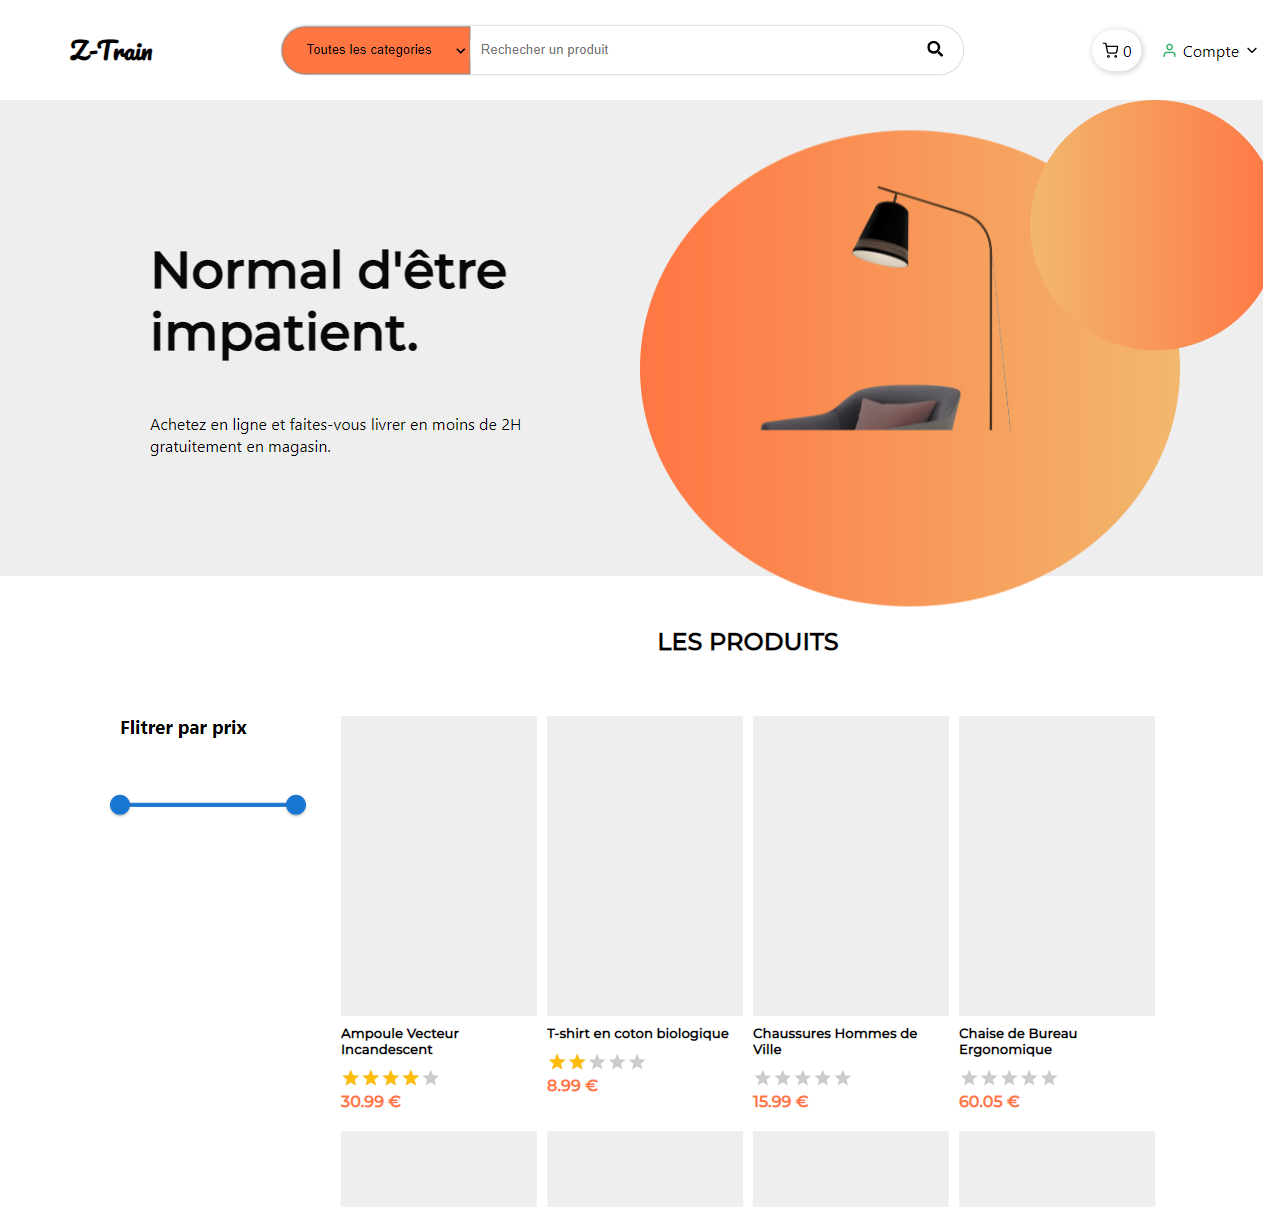 Z-Train
Toutes les categories
Rechecher un produit
0
Compte
Normal d'être
impatient.
Achetez en ligne et faites-vous livrer en moins de 2H
gratuitement en magasin.
LES PRODUITS
Flitrer par prix
Ampoule Vecteur
Incandescent
30.99 €
T-shirt en coton biologique
8.99 €
Chaussures Hommes de
Ville
15.99 €
Chaise de Bureau
Ergonomique
60.05 €